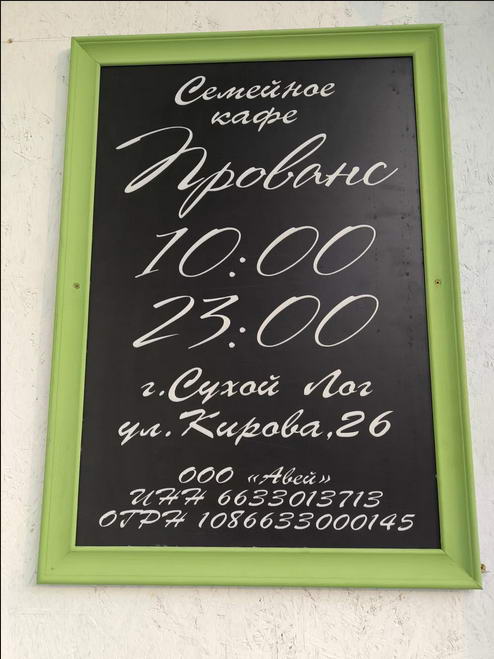 Семейное
кафе
Прованс
10:00
23:00
г.Сухой Лог
ул.Кирова,26
ООО «Авей»
ИНН 6633013713
ОГРН 1086633000145